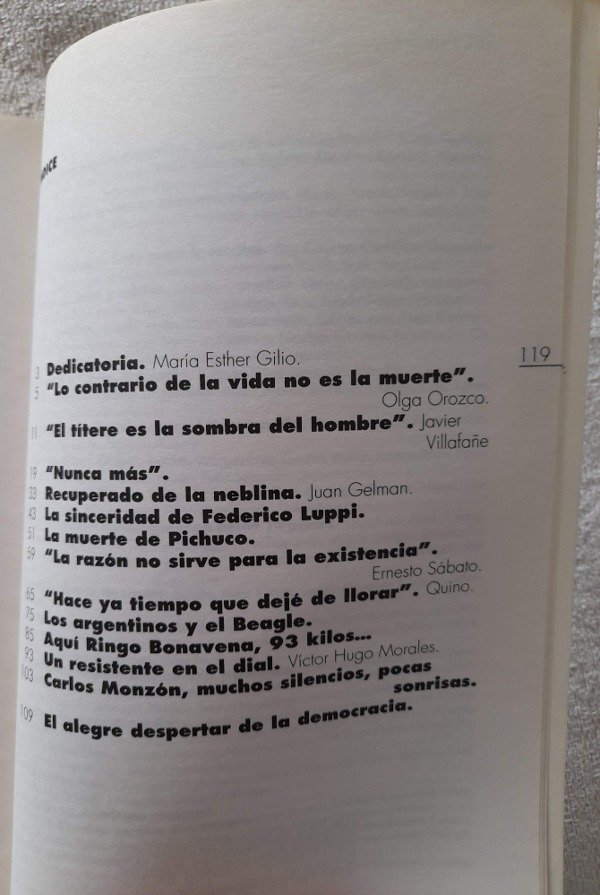 ÍNDICE
119
3 Dedicatoria. María Esther Gilio.
5 “Lo contrario de la vida no es la muerte”.
Olga Orozco.
11 “El títere es la sombra del hombre”. Javier
Villafañe
19 “Nunca más”.
33 Recuperado de la neblina. Juan Gelman.
43 La sinceridad de Federico Luppi.
51 La muerte de Pichuco.
59 “La razón no sirve para la existencia”.
Ernesto Sábato.
65 “Hace ya tiempo que dejé de llorar”. Quino.
75 Los argentinos y el Beagle.
85 Aquí Ringo Bonavena, 93 kilos...
93 Un resistente en el dial. Víctor Hugo Morales.
103 Carlos Monzón, muchos silencios, pocas
sonrisas.
109 El alegre despertar de la democracia.